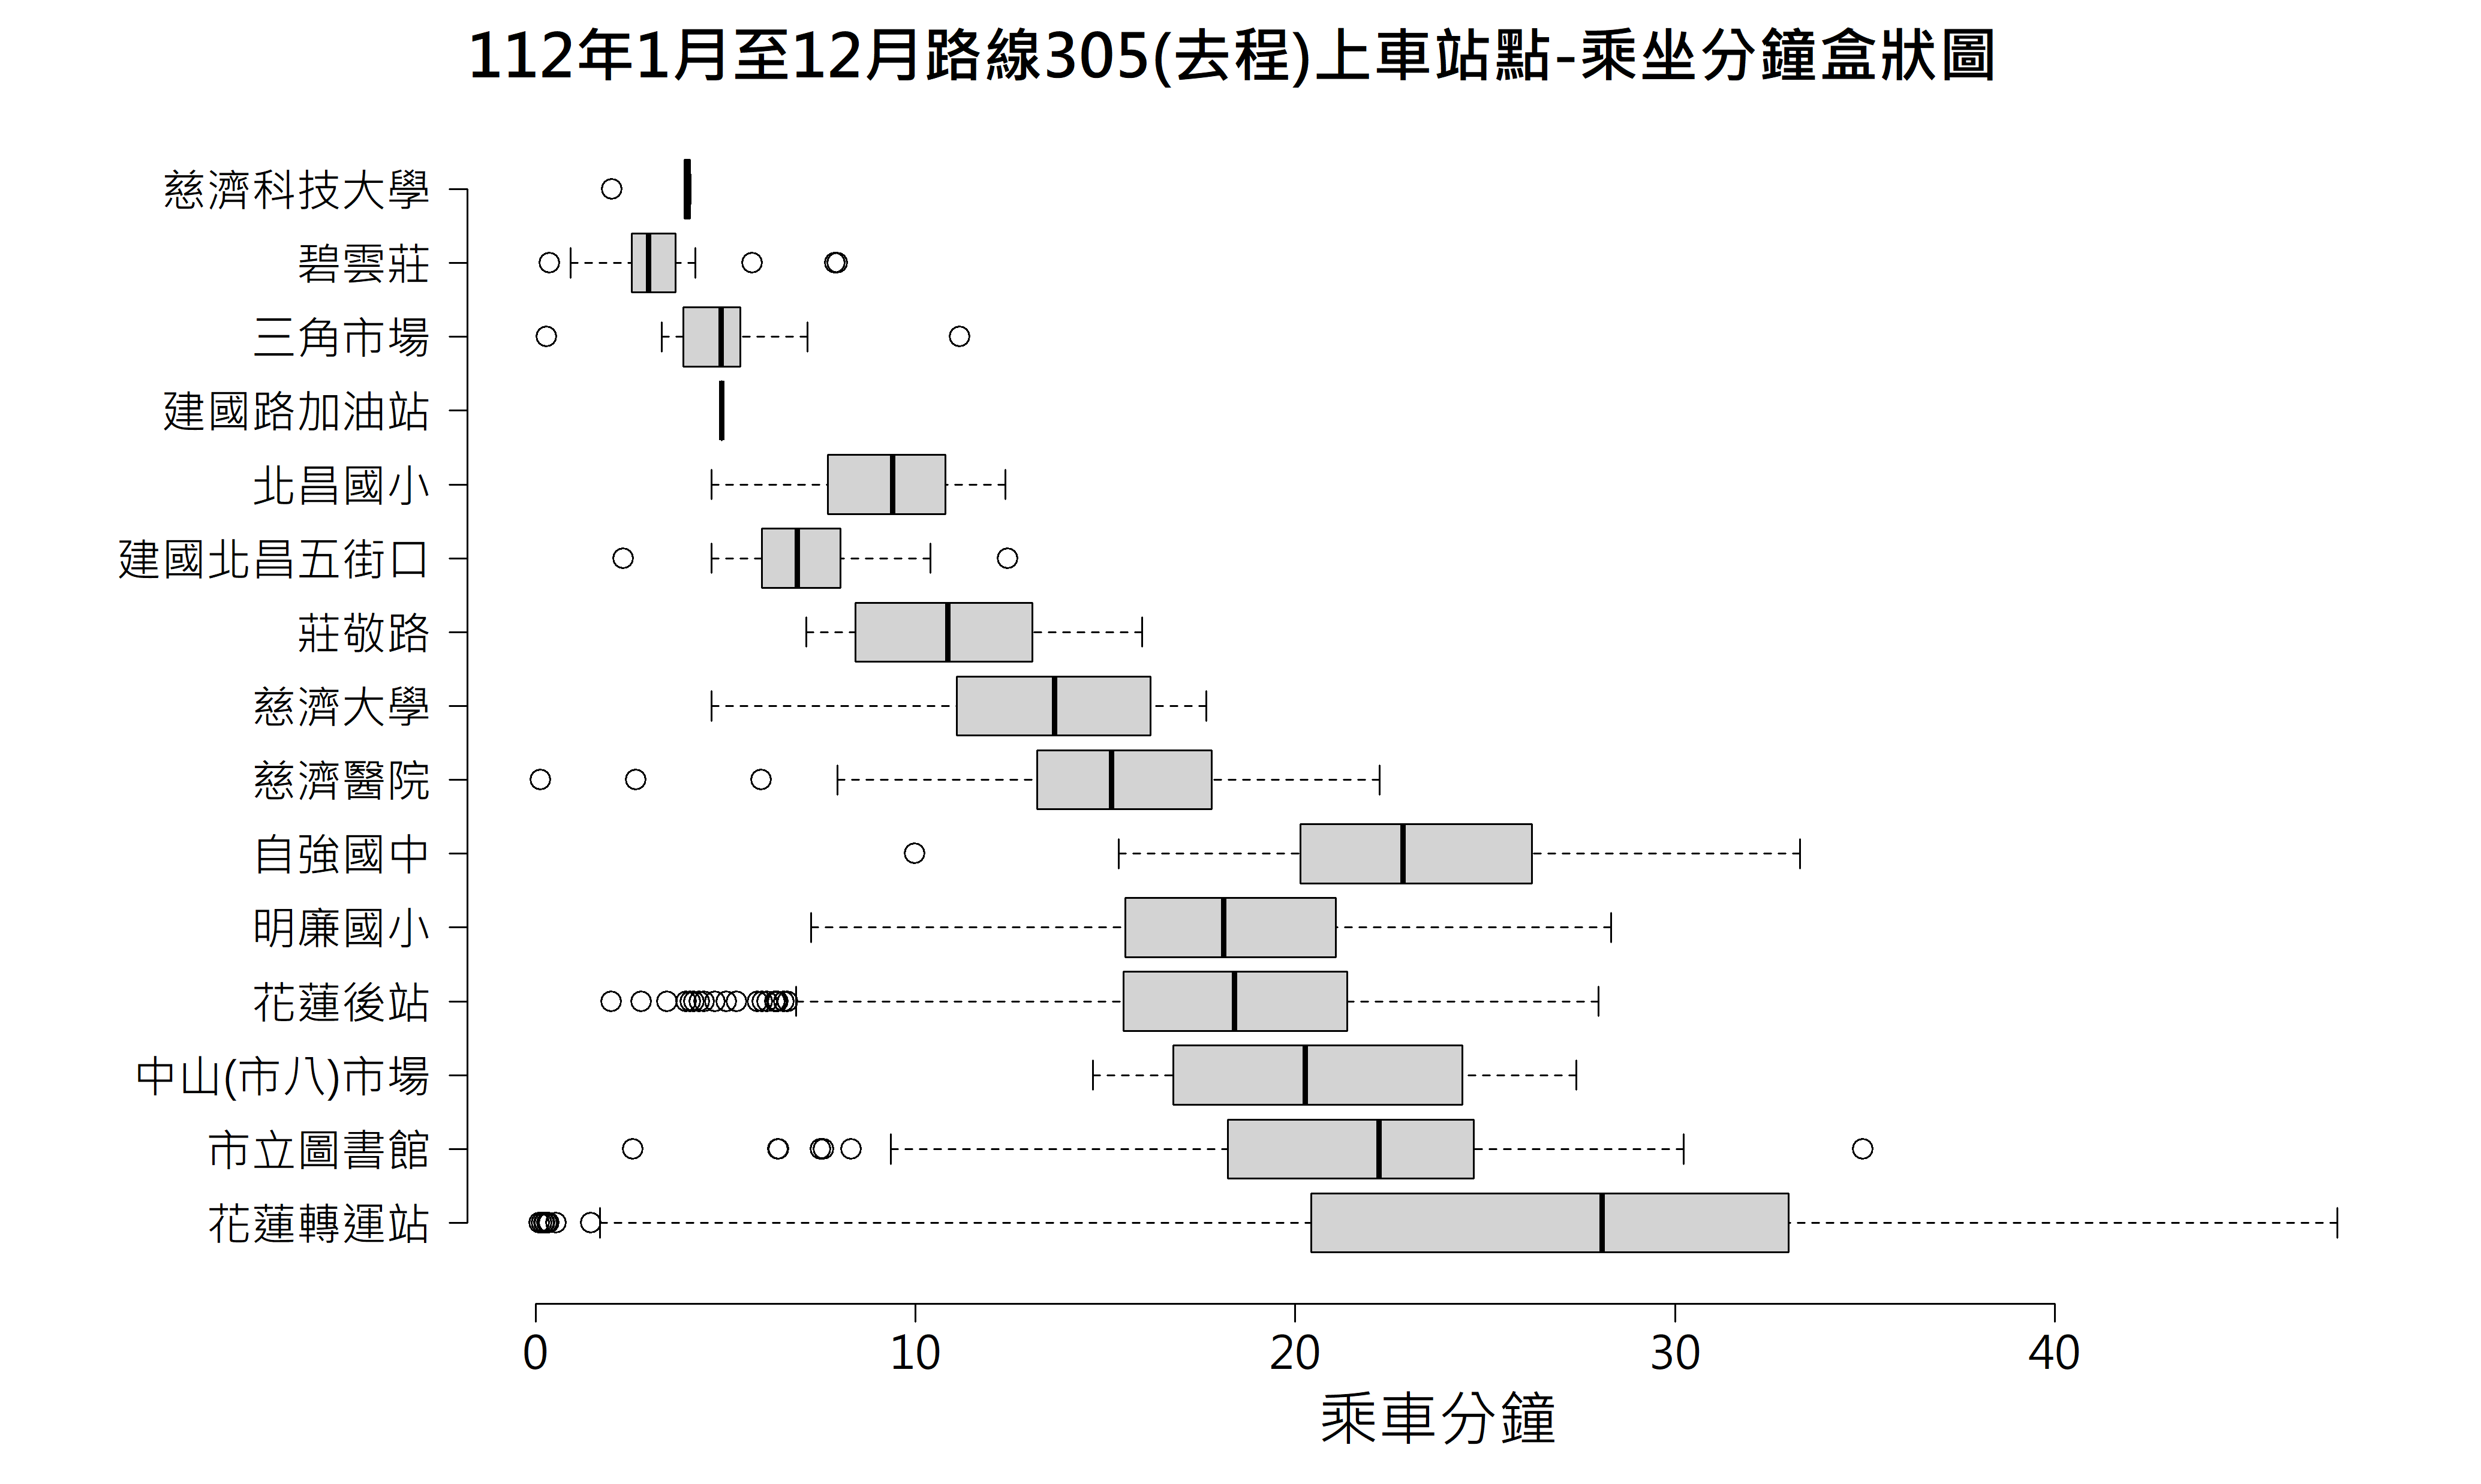 112年1月至12月路線305(去程)上車站點-乘坐分鐘盒狀圖
慈濟科技大學
碧雲莊
三角市場
建國路加油站
北昌國小
建國北昌五街口
莊敬路
慈濟大學
慈濟醫院
自強國中
明廉國小
花蓮後站
中山(市八)市場
市立圖書館
花蓮轉運站
0 10 20 30 40
乘車分鐘